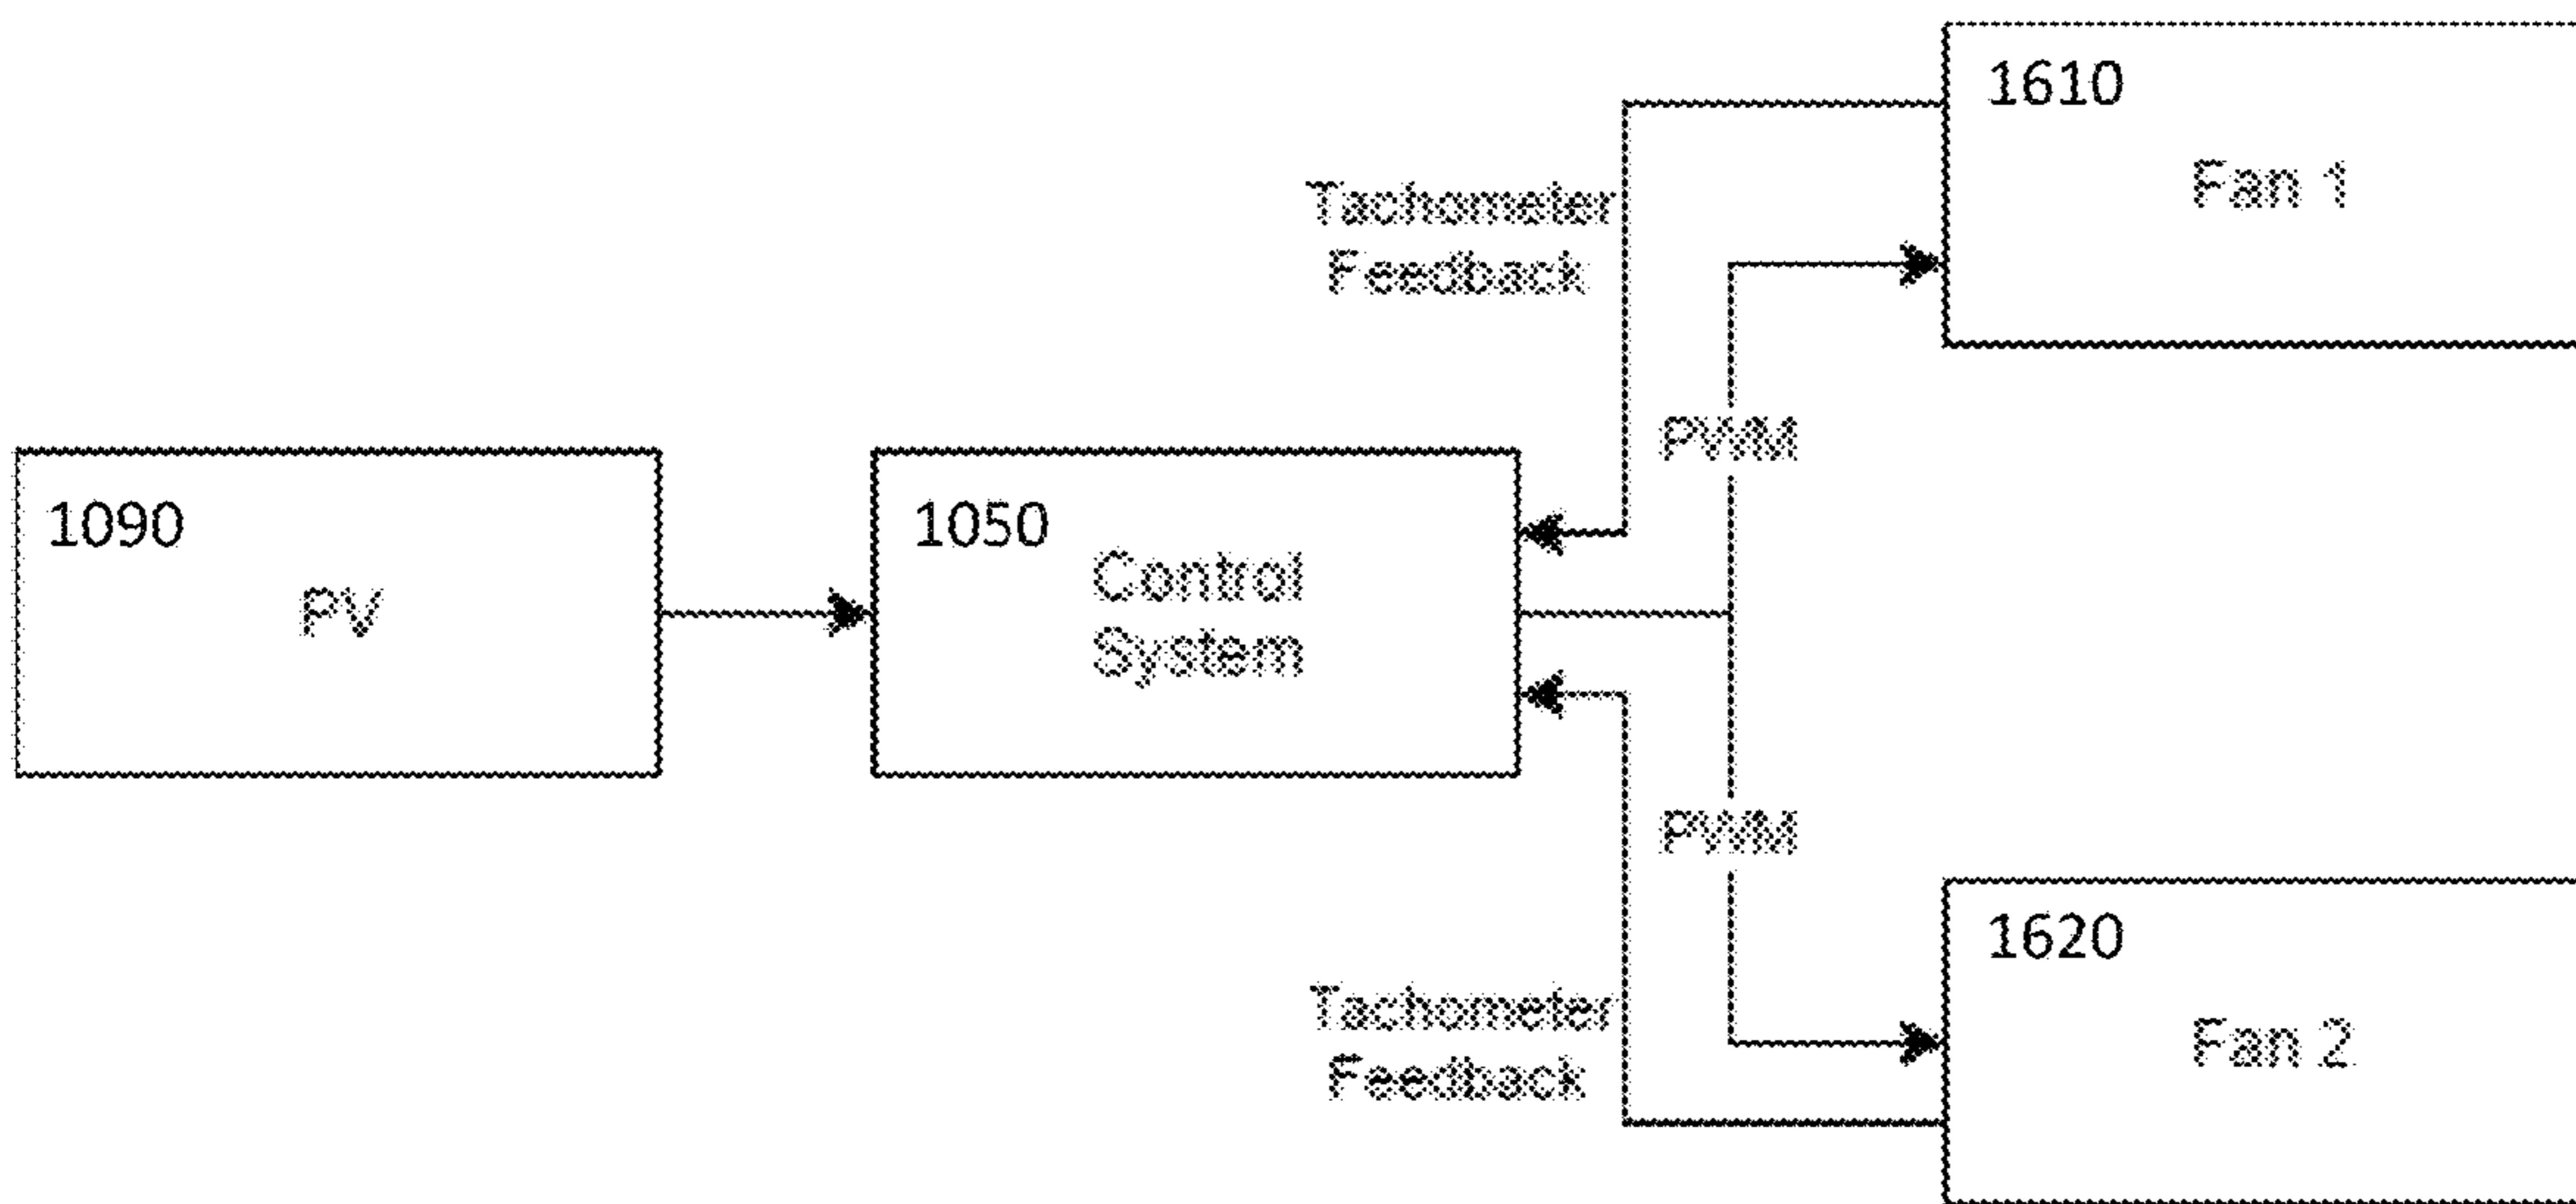 1610
Fan 1
Tachometer
Feedback
PWM
1090
PV
1050
Control
System
PWM
1620
Fan 2
Tachometer
Feedback